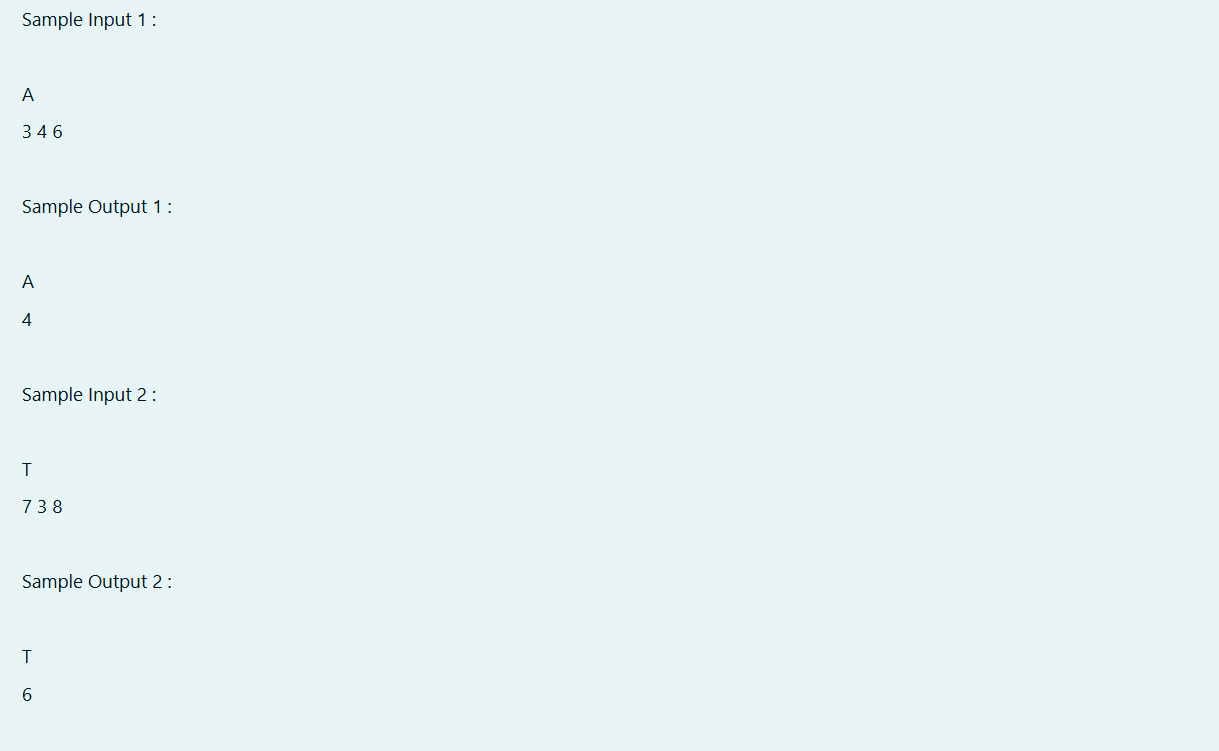 Sample Input 1 :
A
3 4 6
Sample Output 1 :
A
4
Sample Input 2 :
T
7 3 8
Sample Output 2 :
T
6